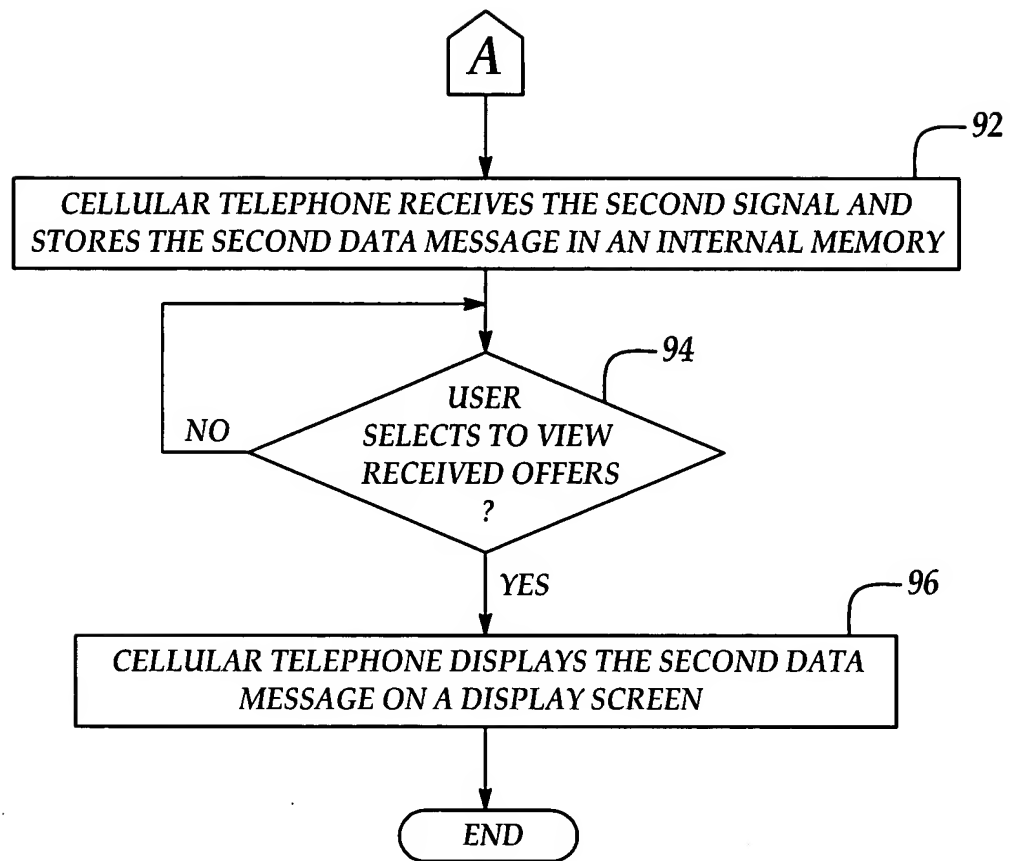 A
92
CELLULAR TELEPHONE RECEIVES THE SECOND SIGNAL AND
STORES THE SECOND DATA MESSAGE IN AN INTERNAL MEMORY
94
USER
SELECTS TO VIEW
RECEIVED OFFERS
?
NO
YES
96
CELLULAR TELEPHONE DISPLAYS THE SECOND DATA
MESSAGE ON A DISPLAY SCREEN
END